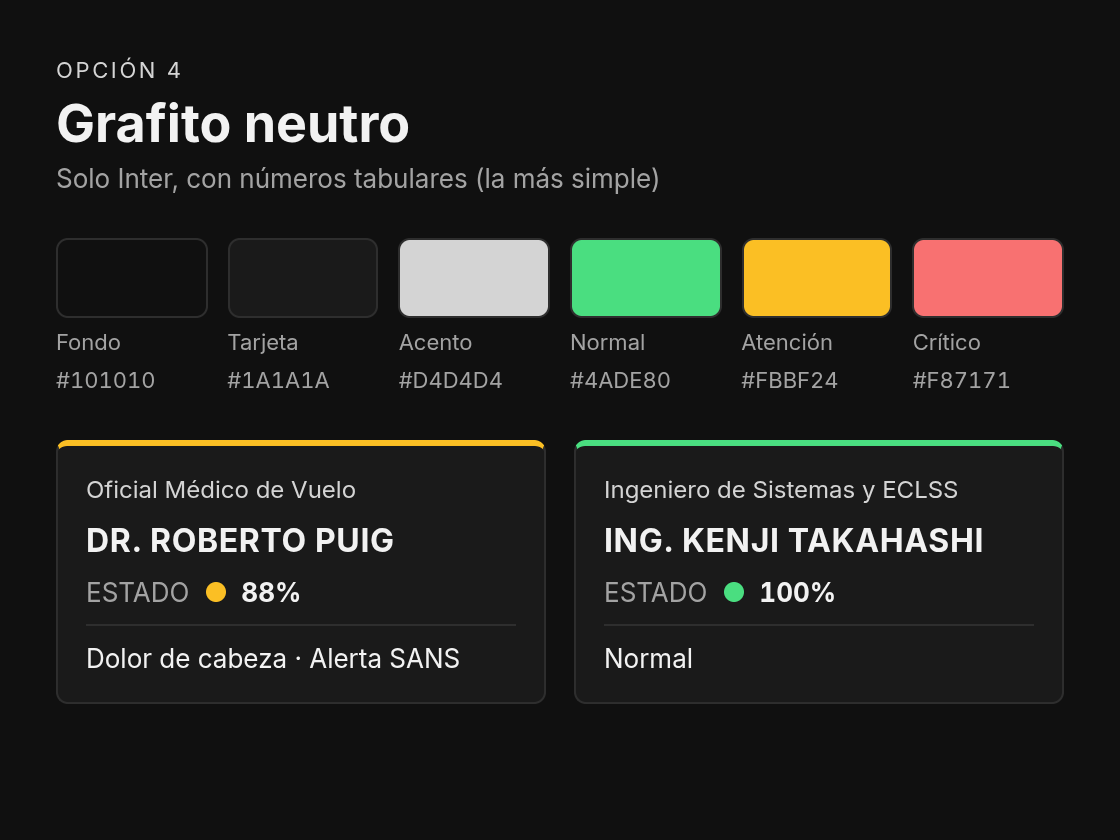 OPCIÓN 4
Grafito neutro
Solo Inter, con números tabulares (la más simple)
Fondo
#101010
Tarjeta
#1A1A1A
Acento
#D4D4D4
Normal
#4ADE80
Atención
#FBBF24
Crítico
#F87171
Oficial Médico de Vuelo
DR. ROBERTO PUIG
ESTADO 88%
Dolor de cabeza · Alerta SANS
Ingeniero de Sistemas y ECLSS
ING. KENJI TAKAHASHI
ESTADO 100%
Normal